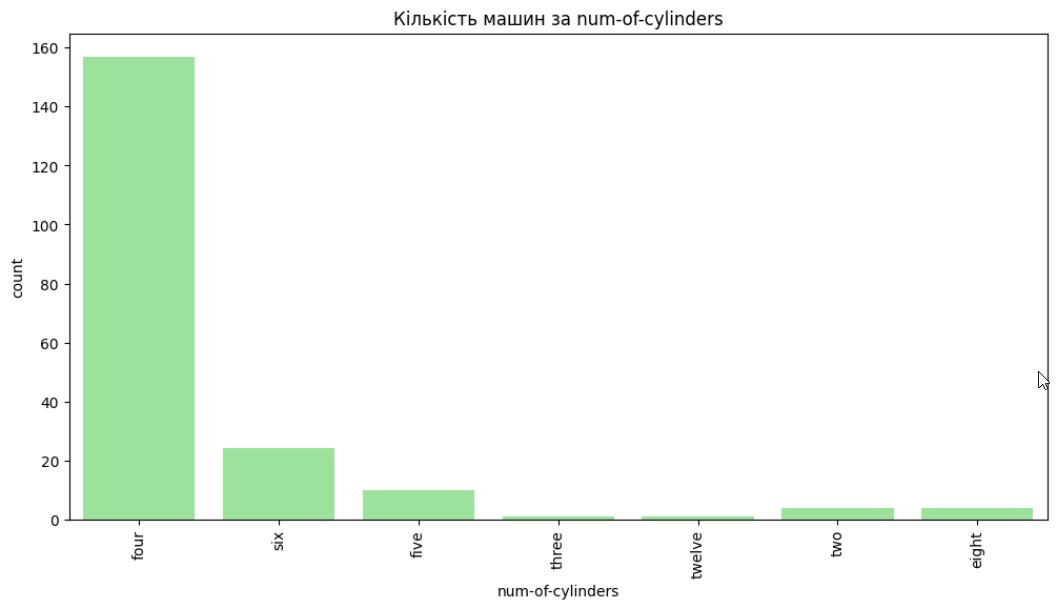 Кількість машин за num-of-cylinders
160
140
120
100
80
60
40
20
0
count
four
six
five
three
twelve
two
eight
num-of-cylinders